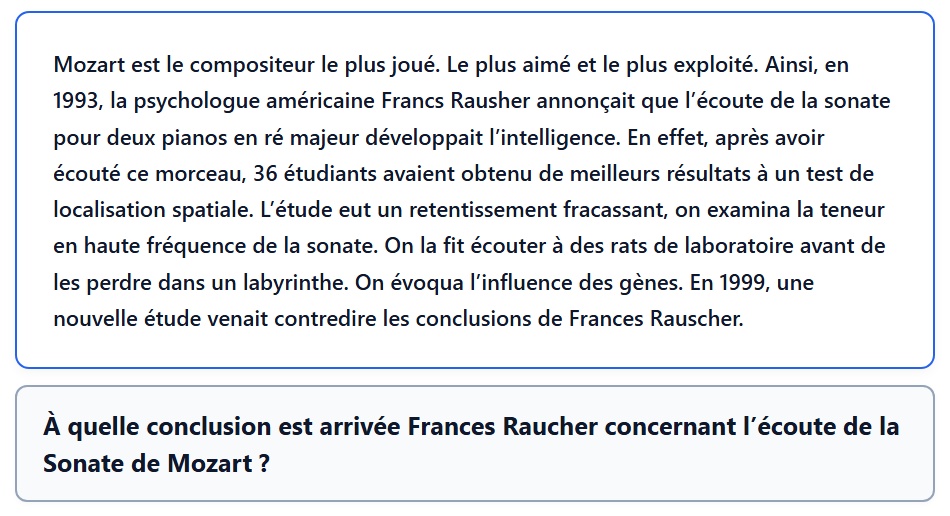 Mozart est le compositeur le plus joué. Le plus aimé et le plus exploité. Ainsi, en
1993, la psychologue américaine Francs Rausher annonçait que l’écoute de la sonate
pour deux pianos en ré majeur développait l’intelligence. En effet, après avoir
écouté ce morceau, 36 étudiants avaient obtenu de meilleurs résultats à un test de
localisation spatiale. L’étude eut un retentissement fracassant, on examina la teneur
en haute fréquence de la sonate. On la fit écouter à des rats de laboratoire avant de
les perdre dans un labyrinthe. On évoqua l’influence des gènes. En 1999, une
nouvelle étude venait contredire les conclusions de Frances Rauscher.
À quelle conclusion est arrivée Frances Raucher concernant l’écoute de la
Sonate de Mozart ?